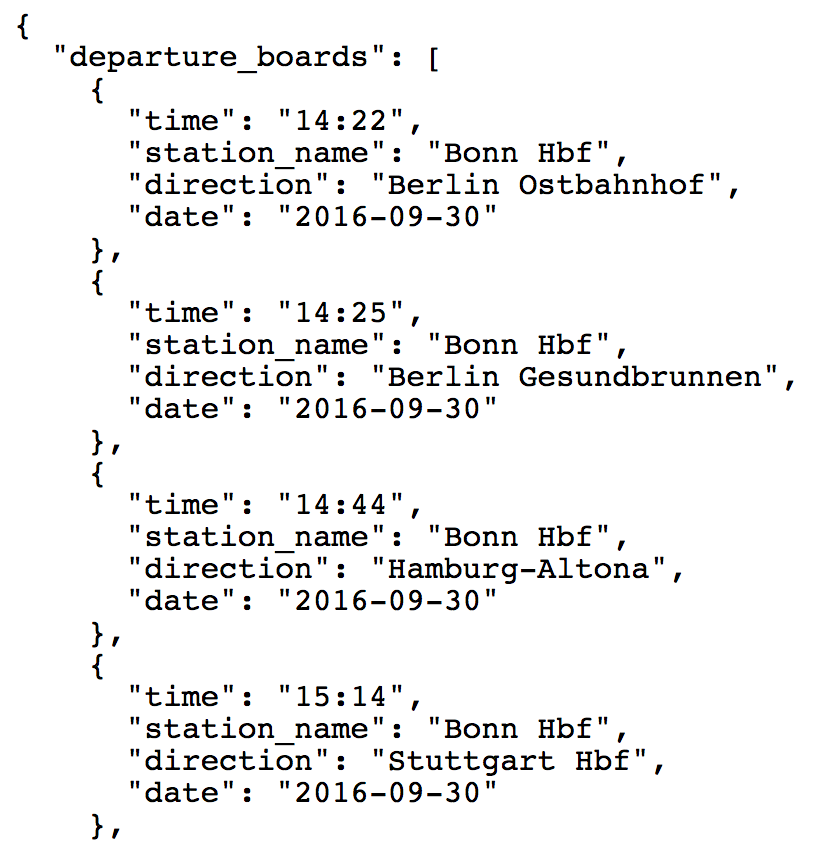 {
  "departure_boards": [
    {
      "time": "14:22",
      "station_name": "Bonn Hbf",
      "direction": "Berlin Ostbahnhof",
      "date": "2016-09-30"
    },
    {
      "time": "14:25",
      "station_name": "Bonn Hbf",
      "direction": "Berlin Gesundbrunnen",
      "date": "2016-09-30"
    },
    {
      "time": "14:44",
      "station_name": "Bonn Hbf",
      "direction": "Hamburg-Altona",
      "date": "2016-09-30"
    },
    {
      "time": "15:14",
      "station_name": "Bonn Hbf",
      "direction": "Stuttgart Hbf",
      "date": "2016-09-30"
    },